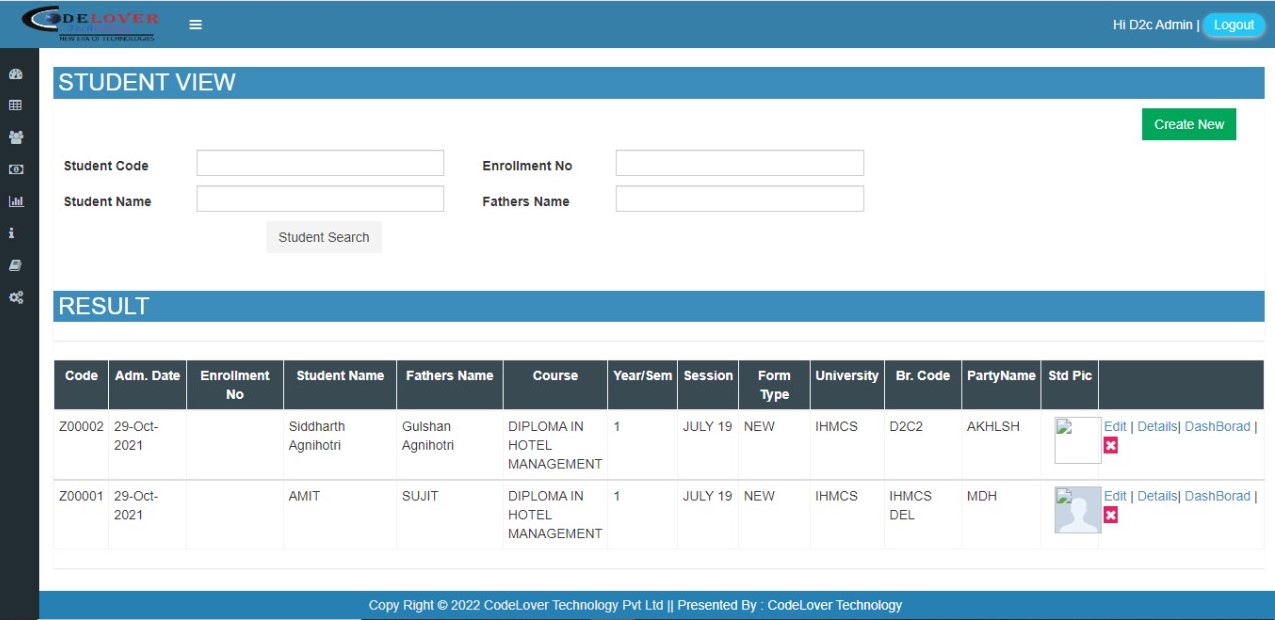 DELOVER
NEW ERA OF TECHNOLOGIES
Hi D2c Admin | Logout
STUDENT VIEW
Create New
Student Code Enrollment No
Student Name Fathers Name
Student Search
RESULT
Code Adm. Date Enrollment No Student Name Fathers Name Course Year/Sem Session Form Type University Br. Code PartyName Std Pic
Z00002 29-Oct- Siddharth Gulshan DIPLOMA IN 1 JULY 19 NEW IHMCS D2C2 AKHLSH Edit | Details| DashBorad |
2021 Agnihotri Agnihotri HOTEL
MANAGEMENT
Z00001 29-Oct- AMIT SUJIT DIPLOMA IN 1 JULY 19 NEW IHMCS IHMCS MDH Edit | Details| DashBorad |
2021 HOTEL DEL
MANAGEMENT
Copy Right © 2022 CodeLover Technology Pvt Ltd || Presented By : CodeLover Technology